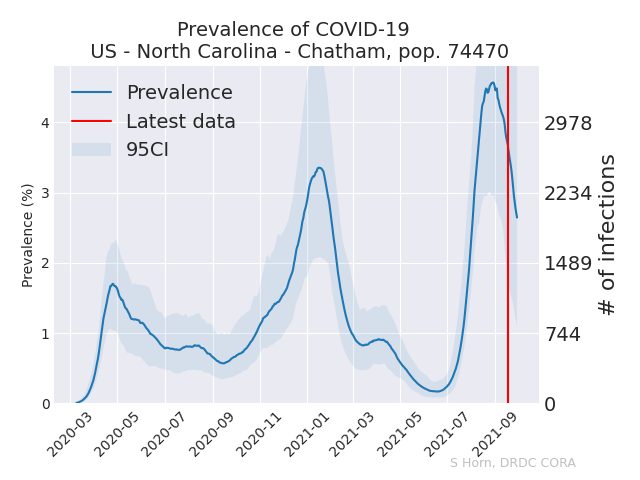 Prevalence of COVID-19
US - North Carolina - Chatham, pop. 74470
Prevalence
Latest data
95CI
Prevalence (%)
4
3
2
1
0
2978
2234
1489
744
0
# of infections
2020-03
2020-05
2020-07
2020-09
2020-11
2021-01
2021-03
2021-05
2021-07
2021-09
S Horn, DRDC CORA